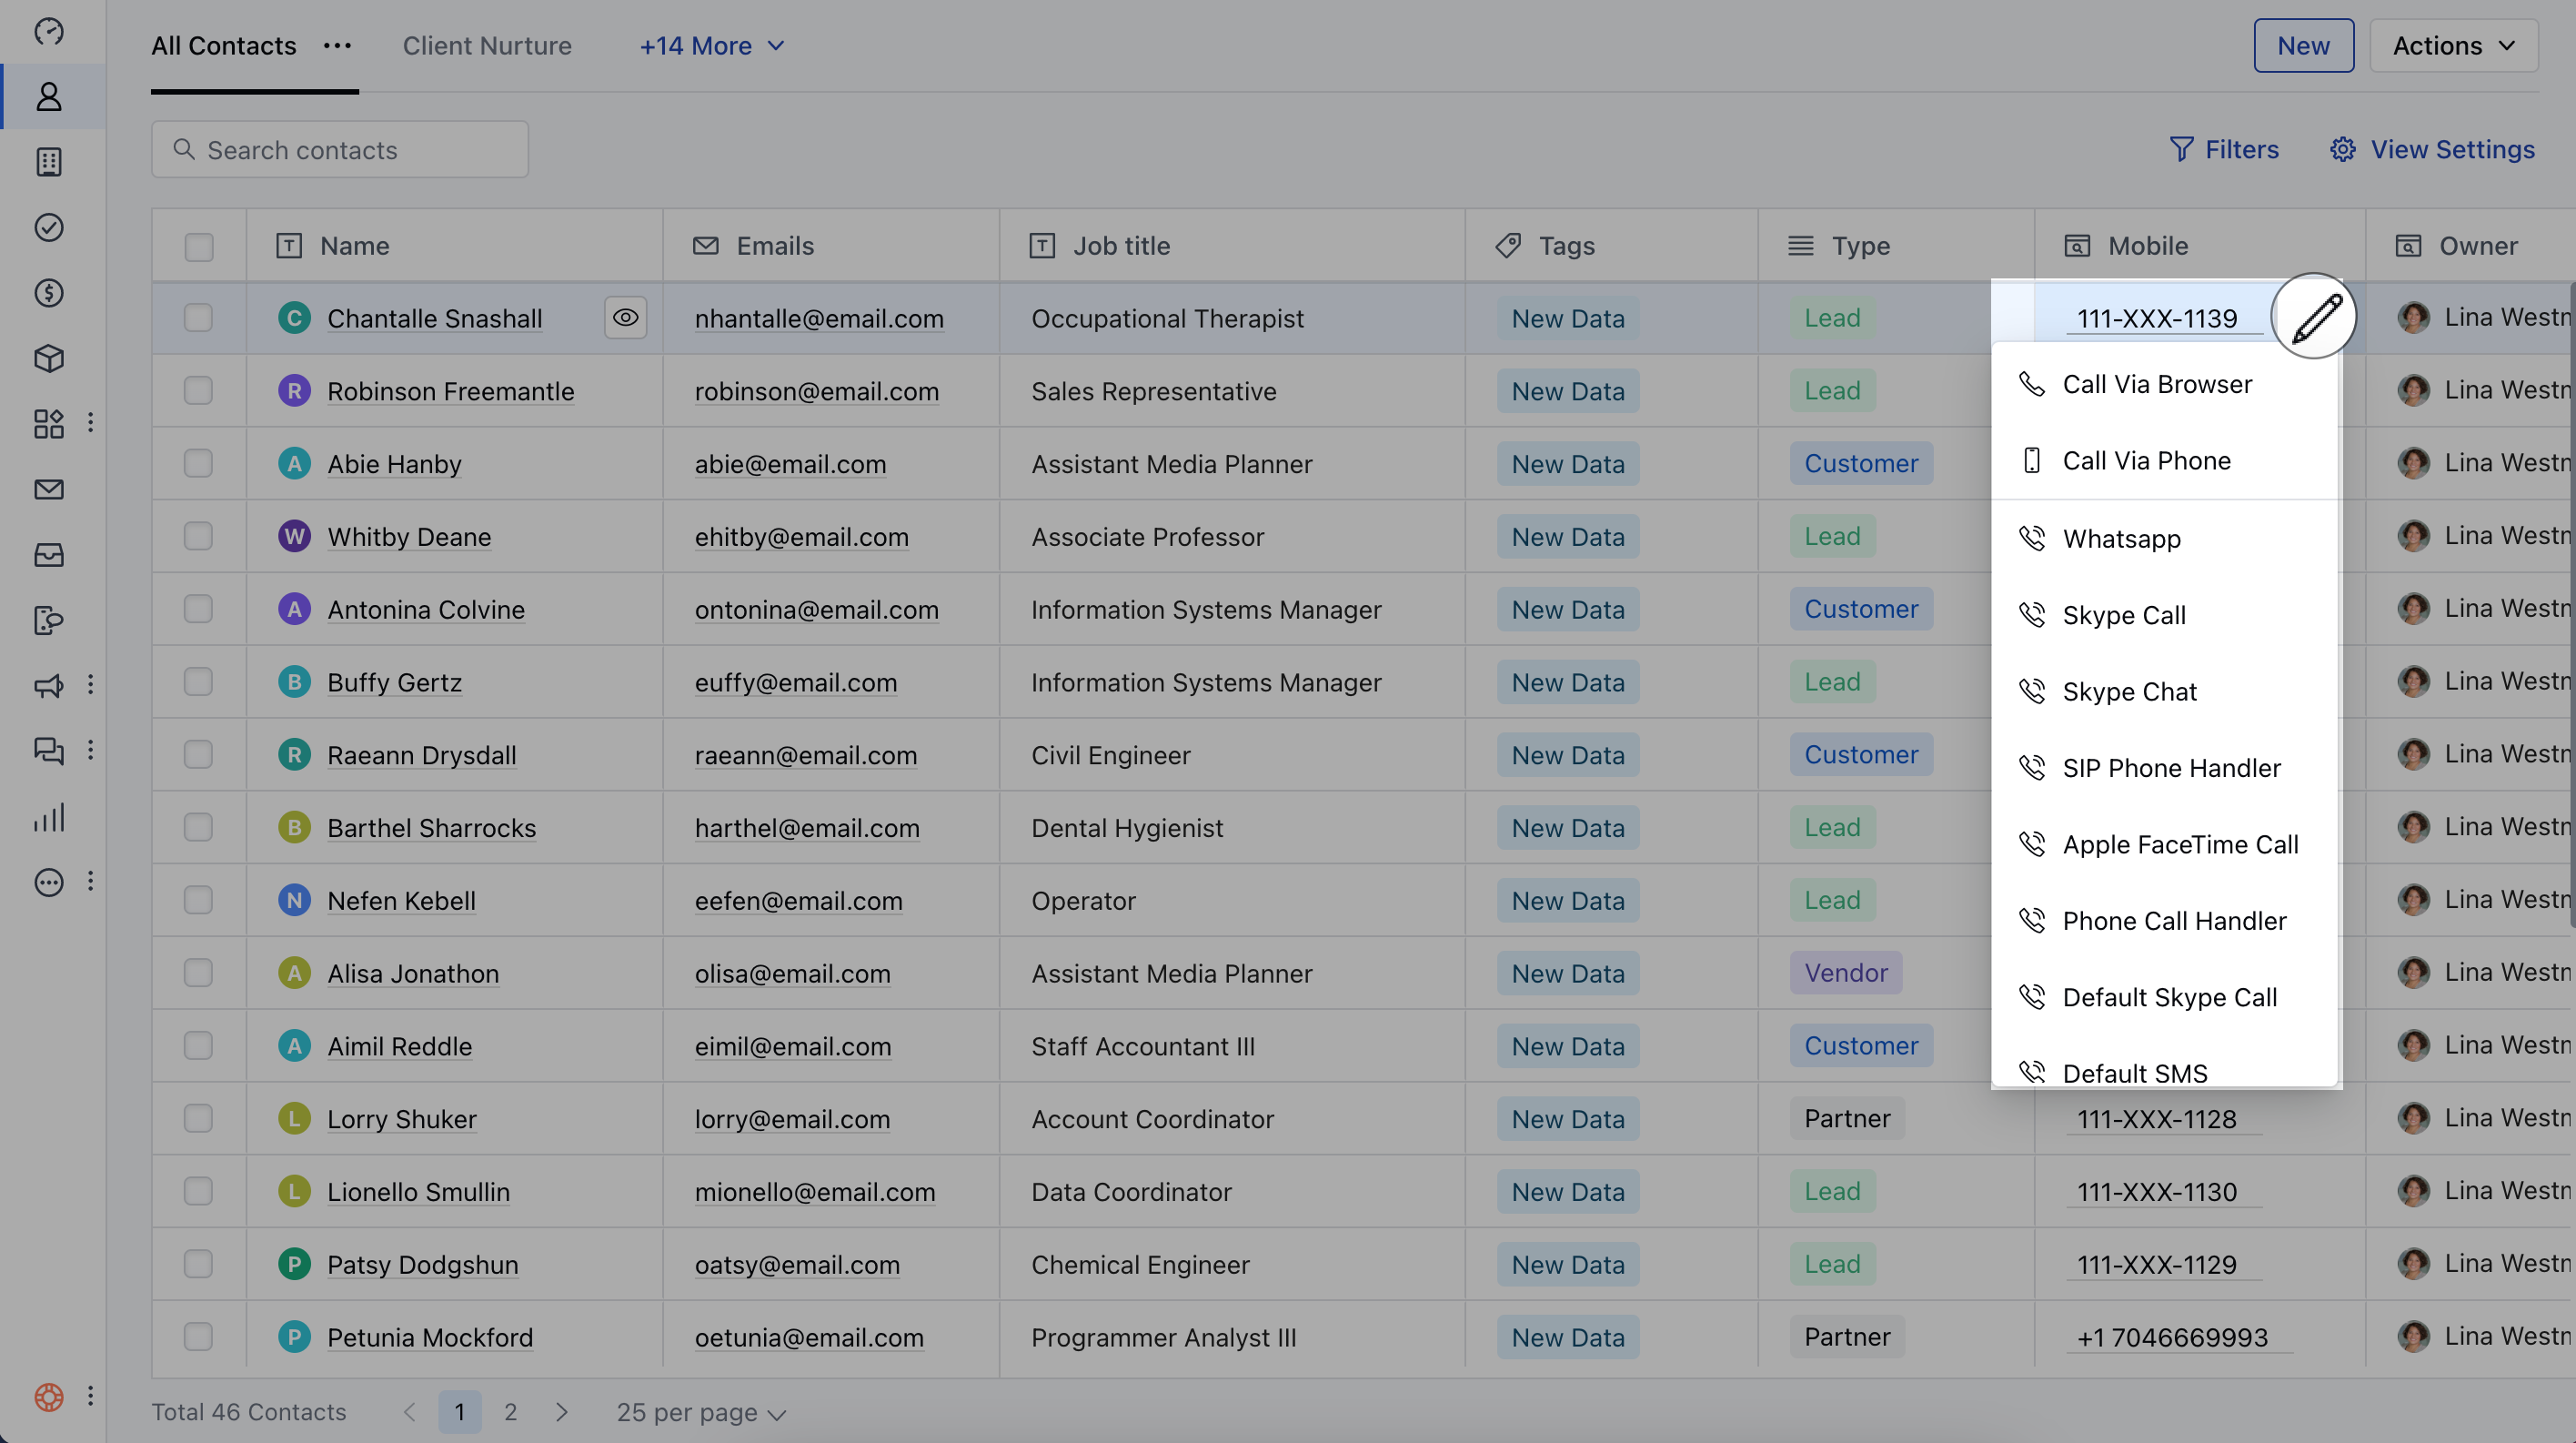 All Contacts ••• Client Nurture +14 More New Actions
Search contacts Filters View Settings
Name Emails Job title Tags Type Mobile Owner
C Chantalle Snashall nhantalle@email.com Occupational Therapist New Data Lead 111-XXX-1139 Lina Westn
R Robinson Freemantle robinson@email.com Sales Representative New Data Lead Call Via Browser Lina Westn
A Abie Hanby abie@email.com Assistant Media Planner New Data Customer Call Via Phone Lina Westn
W Whitby Deane ehitby@email.com Associate Professor New Data Lead Whatsapp Lina Westn
A Antonina Colvine ontonina@email.com Information Systems Manager New Data Customer Skype Call Lina Westn
B Buffy Gertz euffy@email.com Information Systems Manager New Data Lead Skype Chat Lina Westn
R Raeann Drysdall raeann@email.com Civil Engineer New Data Customer SIP Phone Handler Lina Westn
B Barthel Sharrocks harthel@email.com Dental Hygienist New Data Lead Apple FaceTime Call Lina Westn
N Nefen Kebell eefen@email.com Operator New Data Lead Phone Call Handler Lina Westn
A Alisa Jonathon olisa@email.com Assistant Media Planner New Data Vendor Default Skype Call Lina Westn
A Aimil Reddle eimil@email.com Staff Accountant III New Data Customer Default SMS Lina Westn
L Lorry Shuker lorry@email.com Account Coordinator New Data Partner 111-XXX-1128 Lina Westn
L Lionello Smullin mionello@email.com Data Coordinator New Data Lead 111-XXX-1130 Lina Westn
P Patsy Dodgshun oatsy@email.com Chemical Engineer New Data Lead 111-XXX-1129 Lina Westn
P Petunia Mockford oetunia@email.com Programmer Analyst III New Data Partner +1 7046669993 Lina Westn
Total 46 Contacts 1 2 25 per page